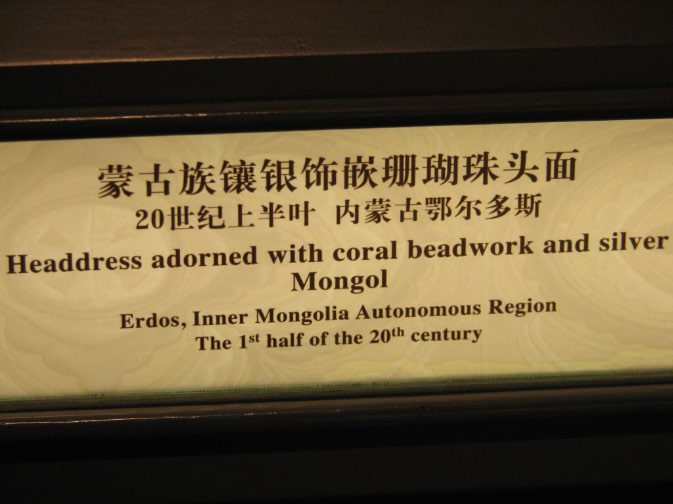 蒙古族镶银饰嵌珊瑚珠头面
20世纪上半叶 内蒙古鄂尔多斯
Headdress adorned with coral beadwork and silver
Mongol
Erdos, Inner Mongolia Autonomous Region
The 1st half of the 20th century